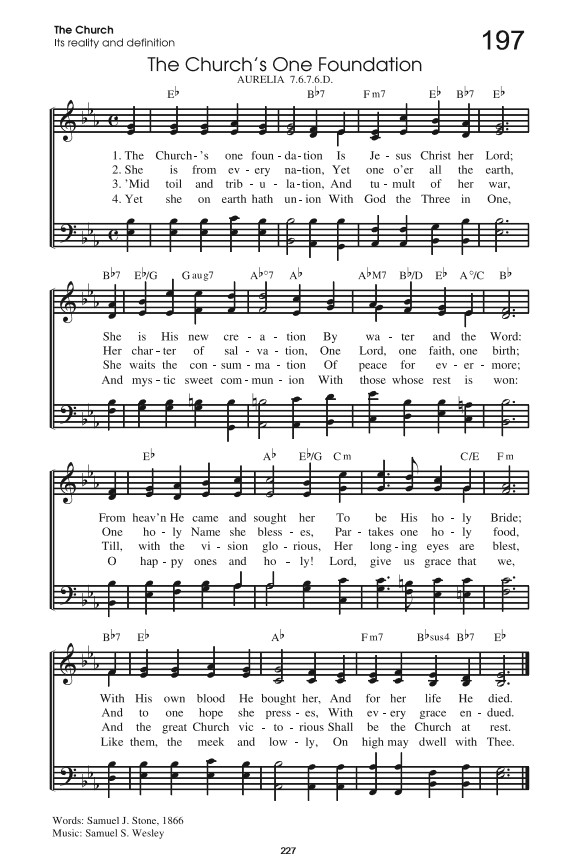 The Church
Its reality and definition
197
The Church's One Foundation
AURELIA 7.6.7.6.D.
E♭ B♭7 Fm7 E♭ B♭7 E♭
1. The Church-'s one foun-da-tion Is Je-sus Christ her Lord;
2. She is from ev-ery na-tion, Yet one o'er all the earth,
3. 'Mid toil and trib-u-la-tion, And tu-mult of her war,
4. Yet she on earth hath un-ion With God the Three in One,
B♭7 E♭/G Gaug7 A♭°7 A♭ A♭M7 B♭/D E♭ A°/C B♭
She is His new cre-a-tion By wa-ter and the Word:
Her char-ter of sal-va-tion, One Lord, one faith, one birth;
She waits the con-sum-ma-tion Of peace for ev-er-more;
And mys-tic sweet com-mun-ion With those whose rest is won:
E♭ A♭ E♭/G Cm C/E Fm
From heav'n He came and sought her To be His ho-ly Bride;
One ho-ly Name she bless-es, Par-takes one ho-ly food,
Till, with the vi-sion glo-rious, Her long-ing eyes are blest,
O hap-py ones and ho-ly! Lord, give us grace that we,
B♭7 E♭ A♭ Fm7 B♭sus4 B♭7 E♭
With His own blood He bought her, And for her life He died.
And to one hope she press-es, With ev-ery grace en-dued.
And the great Church vic-to-rious Shall be the Church at rest.
Like them, the meek and low-ly, On high may dwell with Thee.
Words: Samuel J. Stone, 1866
Music: Samuel S. Wesley
227